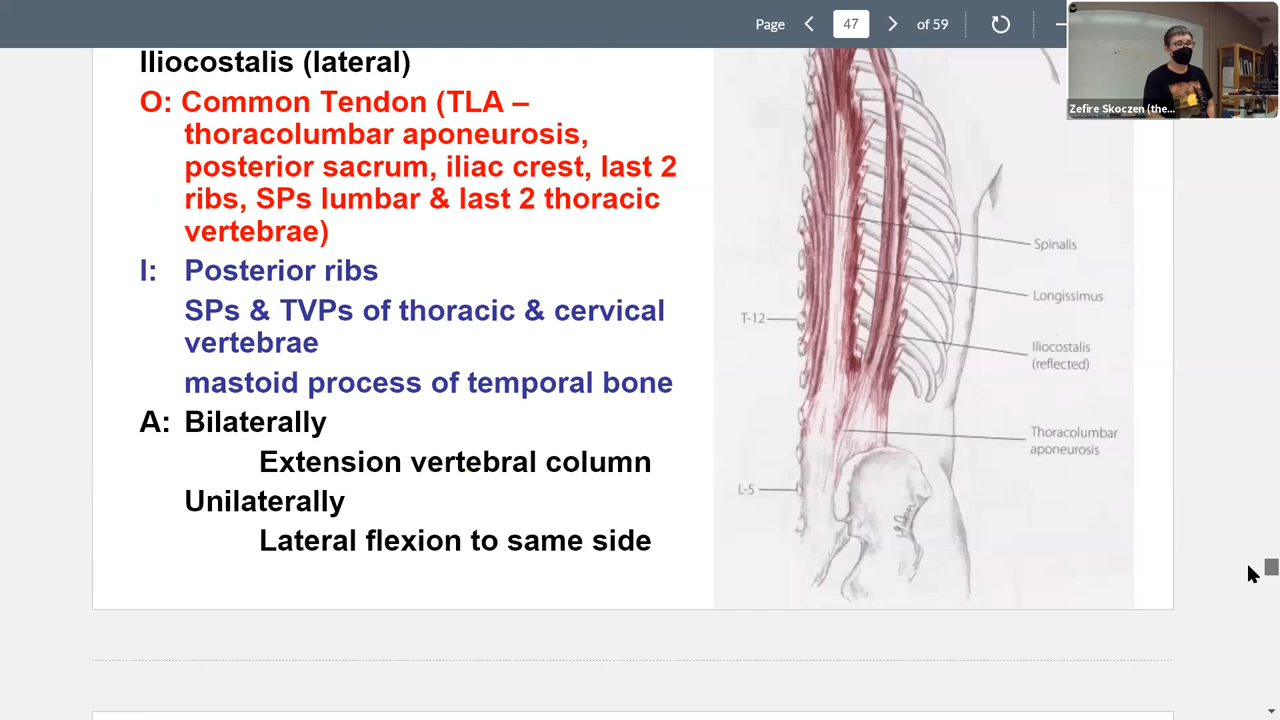 Page
47
of 59
Zefire Skoczen (the...
Iliocostalis (lateral)
O: Common Tendon (TLA –
thoracolumbar aponeurosis,
posterior sacrum, iliac crest, last 2
ribs, SPs lumbar & last 2 thoracic
vertebrae)
I: Posterior ribs
SPs & TVPs of thoracic & cervical
vertebrae
mastoid process of temporal bone
A: Bilaterally
Extension vertebral column
Unilaterally
Lateral flexion to same side
Spinalis
Longissimus
T-12
Iliocostalis
(reflected)
Thoracolumbar
aponeurosis
L-5